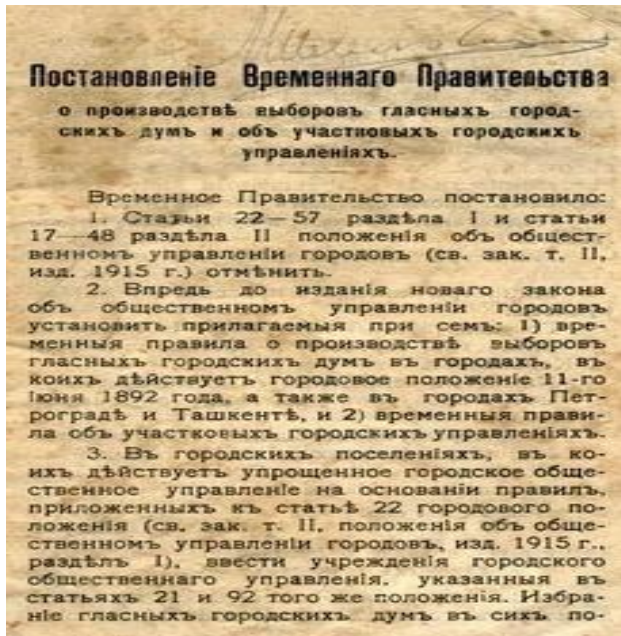 Постановленіе Временнаго Правительства
о производствѣ выборовъ гласныхъ город-
скихъ думъ и объ участковыхъ городскихъ
управленіяхъ.
Временное Правительство постановило:
1. Статьи 22—57 раздѣла I и статьи
17—48 раздѣла II положенія объ общест-
венномъ управленіи городовъ (св. зак. т. II,
изд. 1915 г.) отмѣнить.
2. Впредь до изданія новаго закона
объ общественномъ управленіи городовъ
установить прилагаемыя при семъ: 1) вре-
менныя правила о производствѣ выборовъ
гласныхъ городскихъ думъ въ городахъ, въ
коихъ дѣйствуетъ городовое положеніе 11-го
іюня 1892 года, а также въ городахъ Пет-
роградѣ и Ташкентѣ, и 2) временныя прави-
ла объ участковыхъ городскихъ управленіяхъ.
3. Въ городскихъ поселеніяхъ, въ ко-
ихъ дѣйствуетъ упрощенное городское обще-
ственное управленіе на основаніи правилъ,
приложенныхъ къ статьѣ 22 городового по-
ложенія (св. зак. т. II, положенія объ обще-
ственномъ управленіи городовъ, изд. 1915 г.,
раздѣлъ I), ввести учрежденія городского
общественнаго управленія, указанныя въ
статьяхъ 21 и 92 того же положенія. Избра-
ніе гласныхъ городскихъ думъ въ сихъ по-